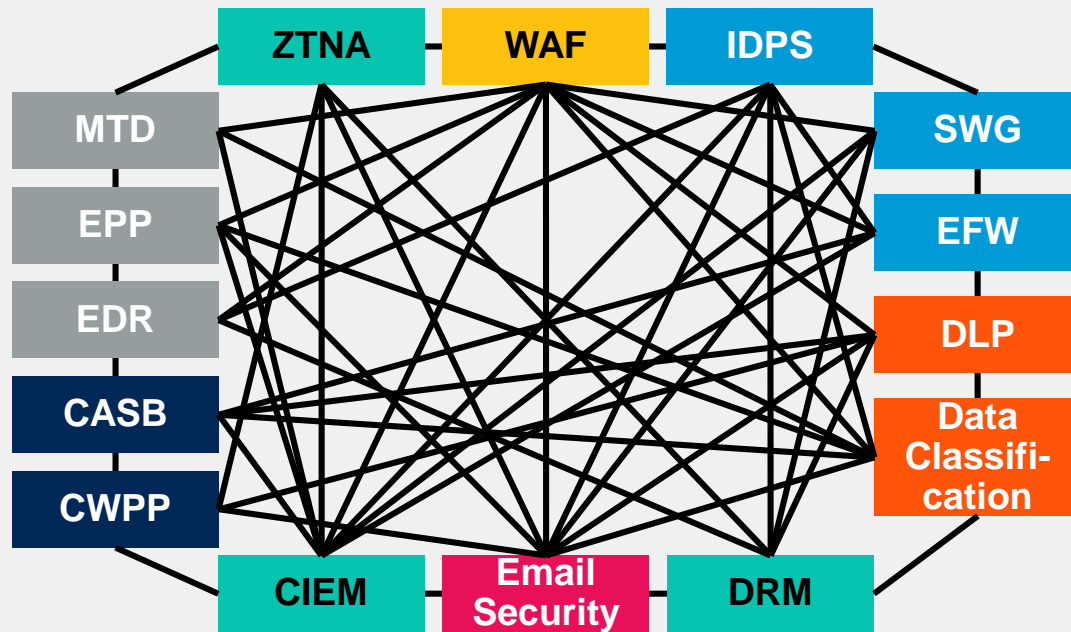 ZTNA
WAF
IDPS
MTD
SWG
EPP
EFW
EDR
DLP
CASB
Data
Classifi-
cation
CWPP
CIEM
Email
Security
DRM